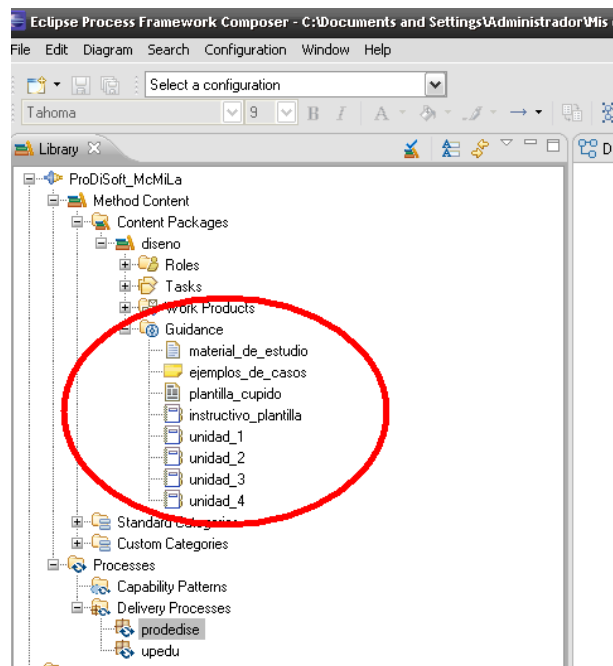 Eclipse Process Framework Composer - C:\Documents and Settings\Administrador\Mis
File Edit Diagram Search Configuration Window Help
Select a configuration
Tahoma 9 B I A
Library D
ProDiSoft_McMiLa
Method Content
Content Packages
diseno
Roles
Tasks
Work Products
Guidance
material_de_estudio
ejemplos_de_casos
plantilla_cupido
instructivo_plantilla
unidad_1
unidad_2
unidad_3
unidad_4
Standard Categories
Custom Categories
Processes
Capability Patterns
Delivery Processes
prodedise
upedu